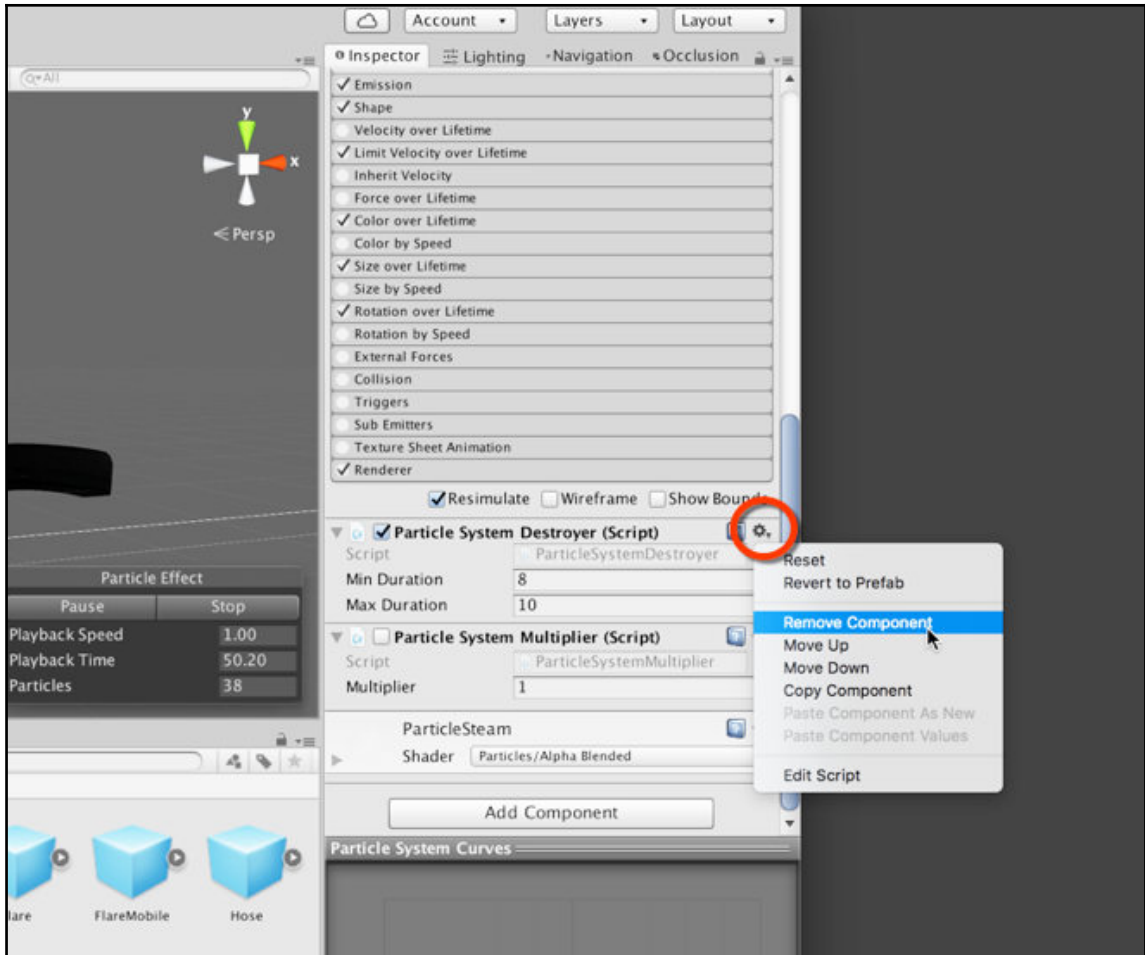 Account
Layers
Layout
Inspector
Lighting
Navigation
Occlusion
All
y
x
Persp
Emission
Shape
Velocity over Lifetime
Limit Velocity over Lifetime
Inherit Velocity
Force over Lifetime
Color over Lifetime
Color by Speed
Size over Lifetime
Size by Speed
Rotation over Lifetime
Rotation by Speed
External Forces
Collision
Triggers
Sub Emitters
Texture Sheet Animation
Renderer
Resimulate Wireframe Show Bounds
Particle System Destroyer (Script)
Script ParticleSystemDestroyer
Min Duration 8
Max Duration 10
Particle System Multiplier (Script)
Script ParticleSystemMultiplier
Multiplier 1
ParticleSteam
Shader Particles/Alpha Blended
Add Component
Particle System Curves
Reset
Revert to Prefab
Remove Component
Move Up
Move Down
Copy Component
Paste Component As New
Paste Component Values
Edit Script
Particle Effect
Pause Stop
Playback Speed 1.00
Playback Time 50.20
Particles 38
lare FlareMobile Hose